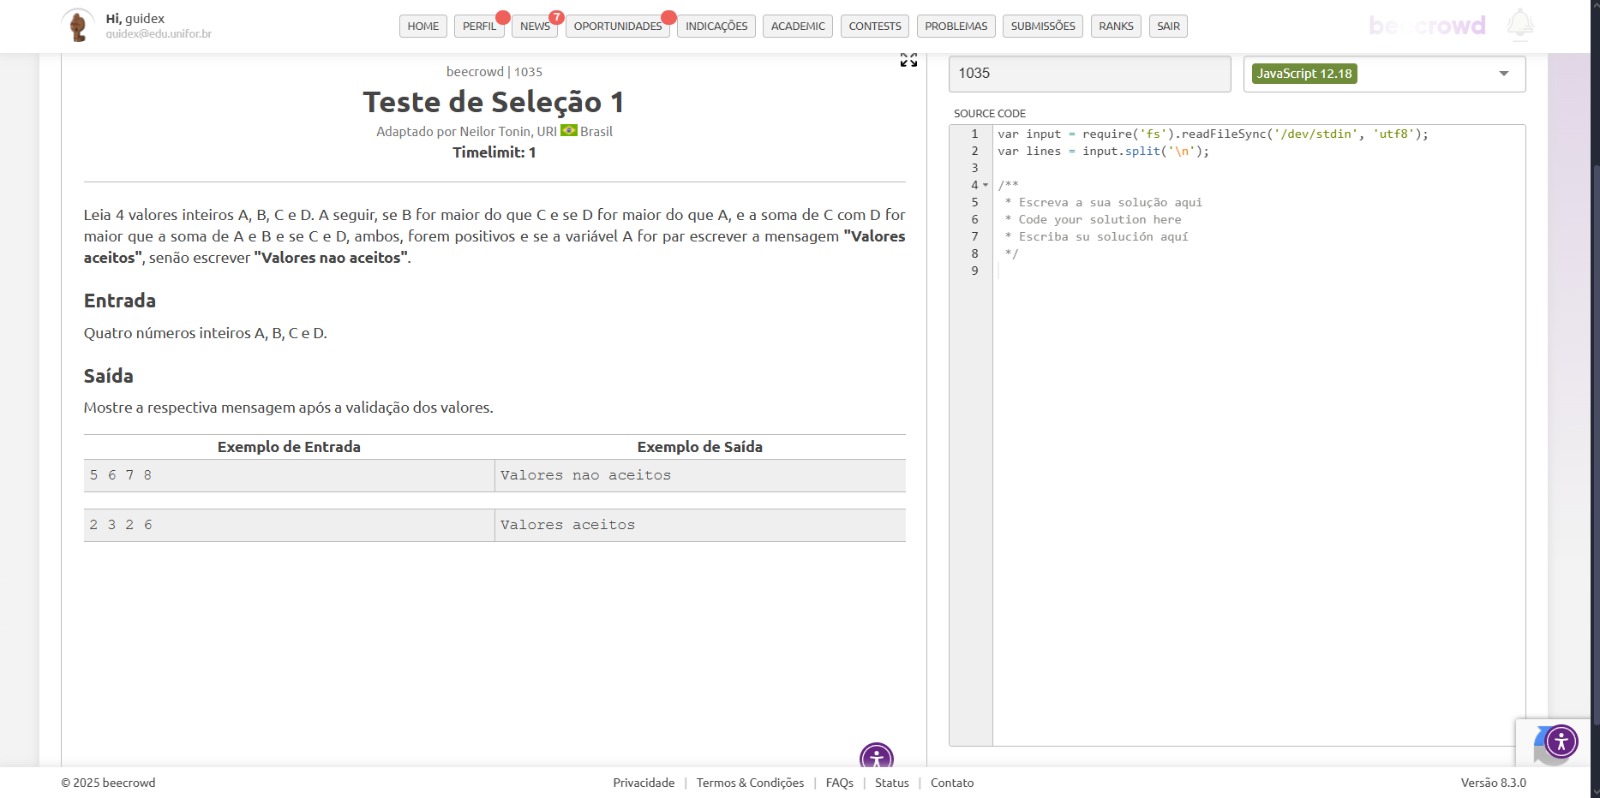 Hi, guidex
guidex@edu.unifor.br
HOME PERFIL NEWS 7 OPORTUNIDADES INDICAÇÕES ACADEMIC CONTESTS PROBLEMAS SUBMISSÕES RANKS SAIR
beecrowd
beecrowd | 1035
Teste de Seleção 1
Adaptado por Neilor Tonin, URI Brasil
Timelimit: 1
Leia 4 valores inteiros A, B, C e D. A seguir, se B for maior do que C e se D for maior do que A, e a soma de C com D for
maior que a soma de A e B e se C e D, ambos, forem positivos e se a variável A for par escrever a mensagem "Valores
aceitos", senão escrever "Valores nao aceitos".
Entrada
Quatro números inteiros A, B, C e D.
Saída
Mostre a respectiva mensagem após a validação dos valores.
Exemplo de Entrada Exemplo de Saída
5 6 7 8 Valores nao aceitos
2 3 2 6 Valores aceitos
1035 JavaScript 12.18
SOURCE CODE
1 var input = require('fs').readFileSync('/dev/stdin', 'utf8');
2 var lines = input.split('\n');
3
4 /**
5 * Escreva a sua solução aqui
6 * Code your solution here
7 * Escriba su solución aquí
8 */
9
© 2025 beecrowd Privacidade | Termos & Condições | FAQs | Status | Contato Versão 8.3.0